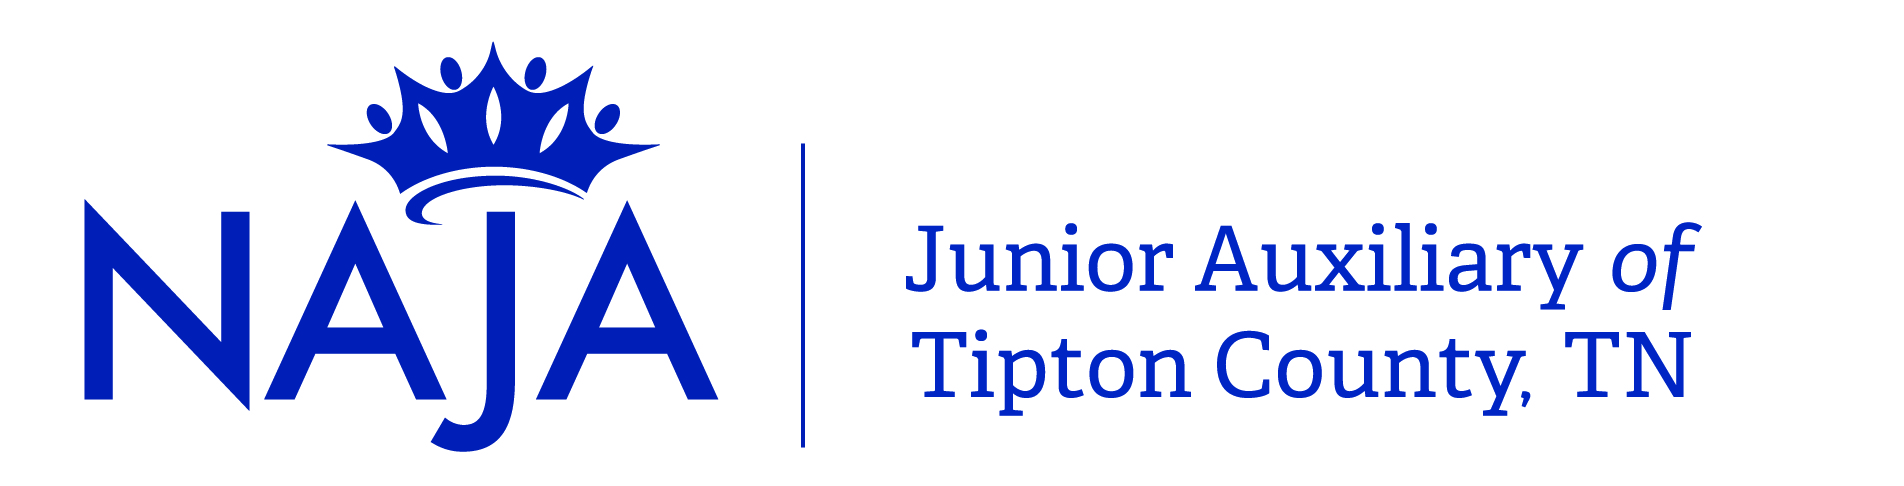 NAJA
Junior Auxiliary of
Tipton County, TN